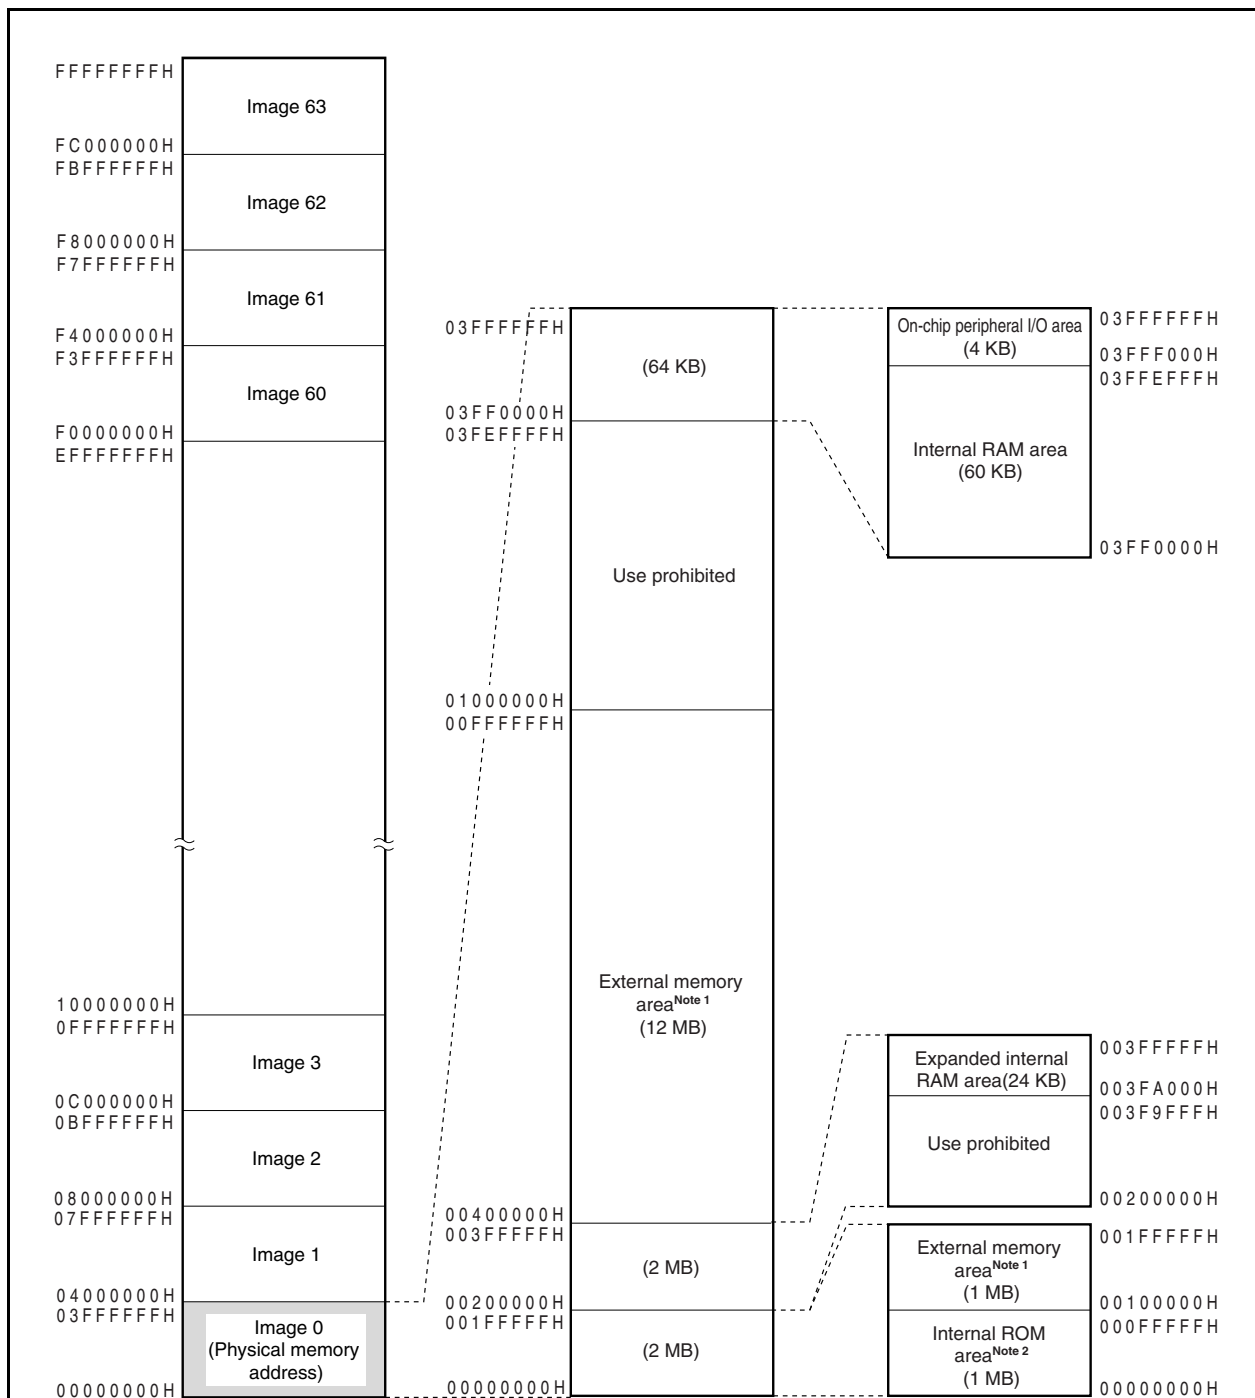 FFFFFFFFH
Image 63
FC000000H
FBFFFFFFH
Image 62
F8000000H
F7FFFFFFH
Image 61
F4000000H
F3FFFFFFH
Image 60
F0000000H
EFFFFFFFH
10000000H
0FFFFFFFH
Image 3
0C000000H
0BFFFFFFH
Image 2
08000000H
07FFFFFFH
Image 1
04000000H
03FFFFFFH
Image 0
(Physical memory
address)
00000000H
03FFFFFFH
(64 KB)
03FF0000H
03FEFFFFH
Use prohibited
01000000H
00FFFFFFH
External memory
areaNote 1
(12 MB)
00400000H
003FFFFFH
(2 MB)
00200000H
001FFFFFH
(2 MB)
00000000H
On-chip peripheral I/O area
(4 KB)
03FFFFFFH
03FFF000H
03FFEFFFH
Internal RAM area
(60 KB)
03FF0000H
Expanded internal
RAM area(24 KB)
003FFFFFH
003FA000H
003F9FFFH
Use prohibited
00200000H
External memory
areaNote 1
(1 MB)
001FFFFFH
00100000H
000FFFFFH
Internal ROM
areaNote 2
(1 MB)
00000000H